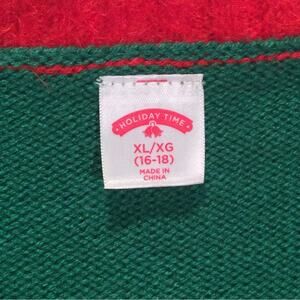 HOLIDAY TIME
XL/XG
(16-18)
MADE IN
CHINA